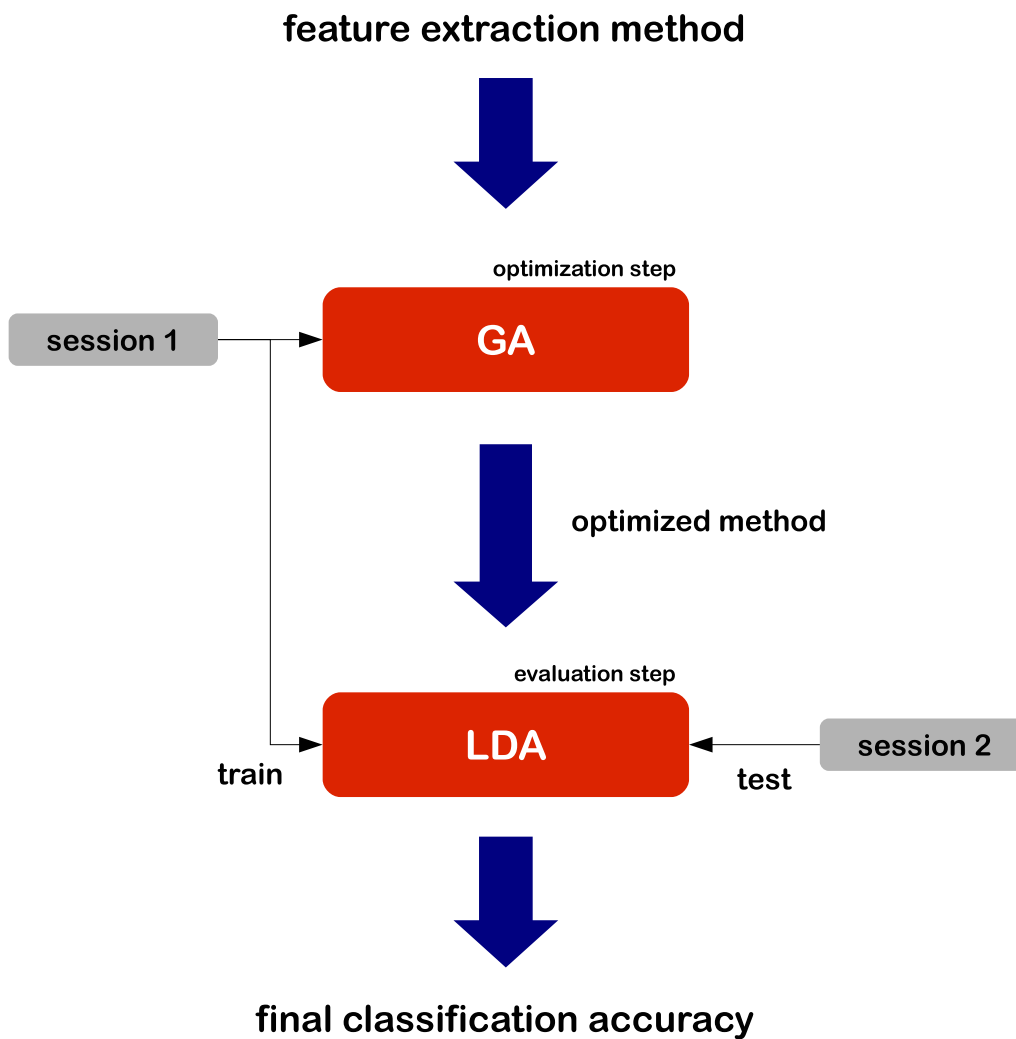 feature extraction method
optimization step
session 1
GA
optimized method
evaluation step
LDA
session 2
train
test
final classification accuracy